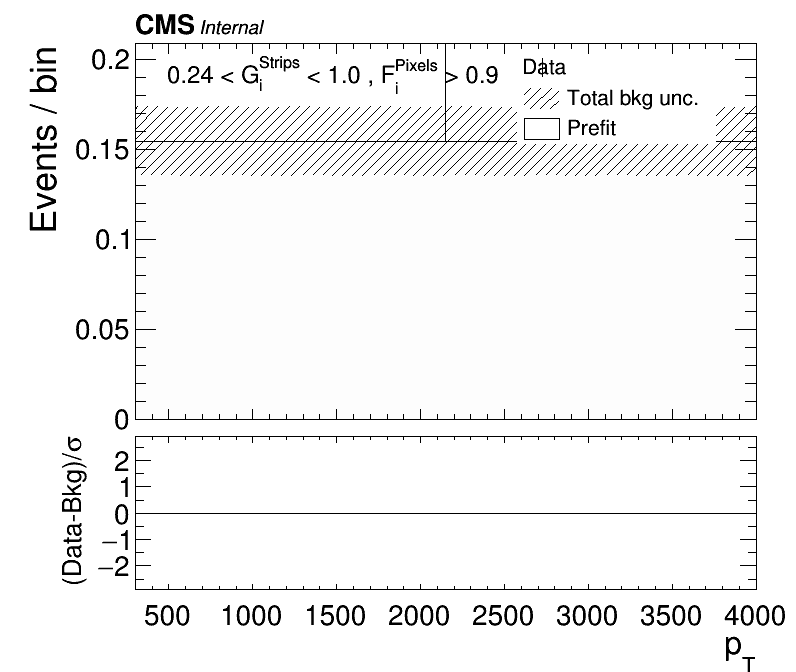 CMS Internal
0.24 < G_i^Strips < 1.0 , F_i^Pixels > 0.9
Data
Total bkg unc.
Prefit
Events / bin
0.2
0.15
0.1
0.05
0
(Data-Bkg)/σ
2
1
0
−1
−2
500 1000 1500 2000 2500 3000 3500 4000
p_T